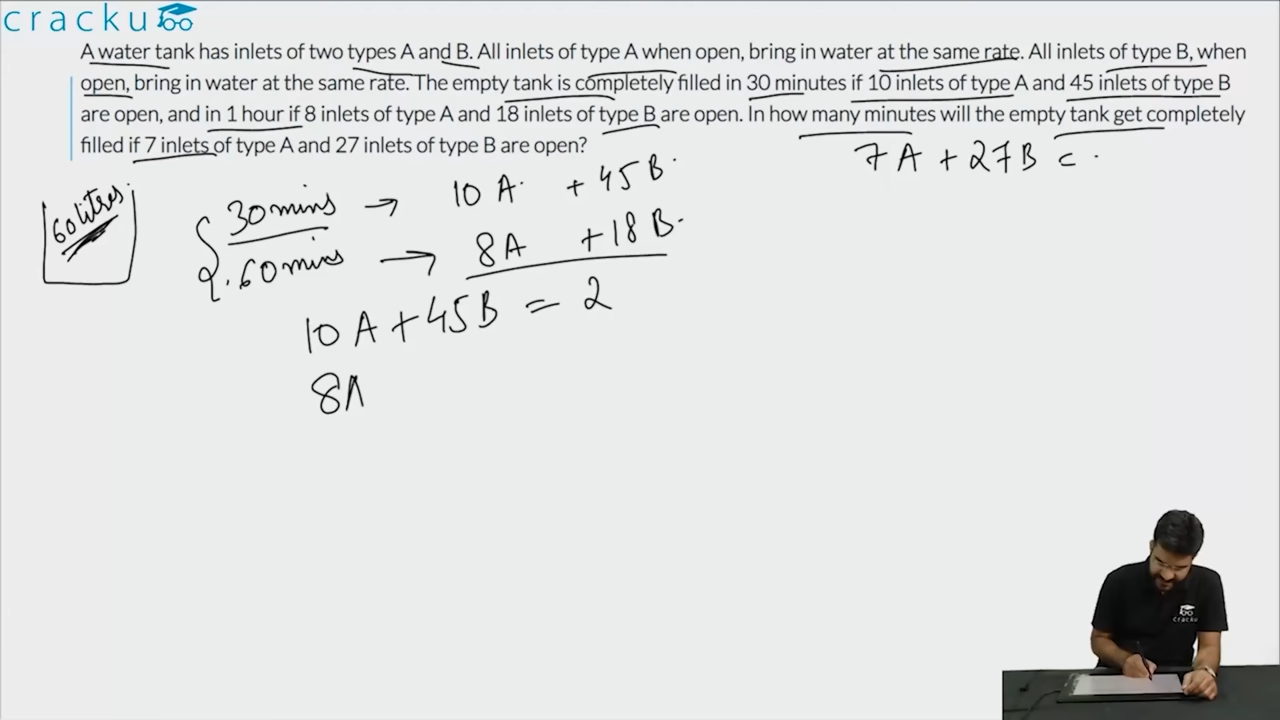 cracku
A water tank has inlets of two types A and B. All inlets of type A when open, bring in water at the same rate. All inlets of type B, when
open, bring in water at the same rate. The empty tank is completely filled in 30 minutes if 10 inlets of type A and 45 inlets of type B
are open, and in 1 hour if 8 inlets of type A and 18 inlets of type B are open. In how many minutes will the empty tank get completely
filled if 7 inlets of type A and 27 inlets of type B are open?
7A + 27B =
60 litres
30 mins → 10A + 45B
60 mins → 8A + 18B
10A + 45B = 2
8A
cracku